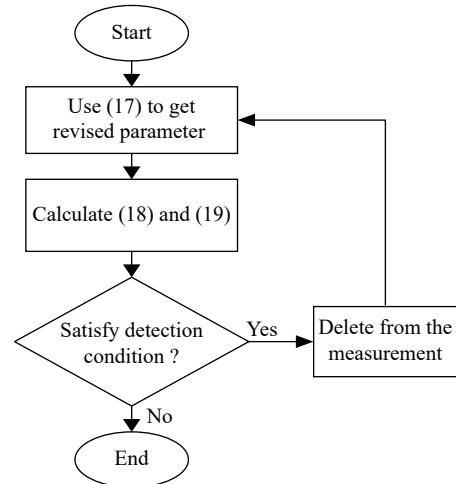 Start
Use (17) to get
revised parameter
Calculate (18) and (19)
Satisfy detection
condition ?
Yes
Delete from the
measurement
No
End